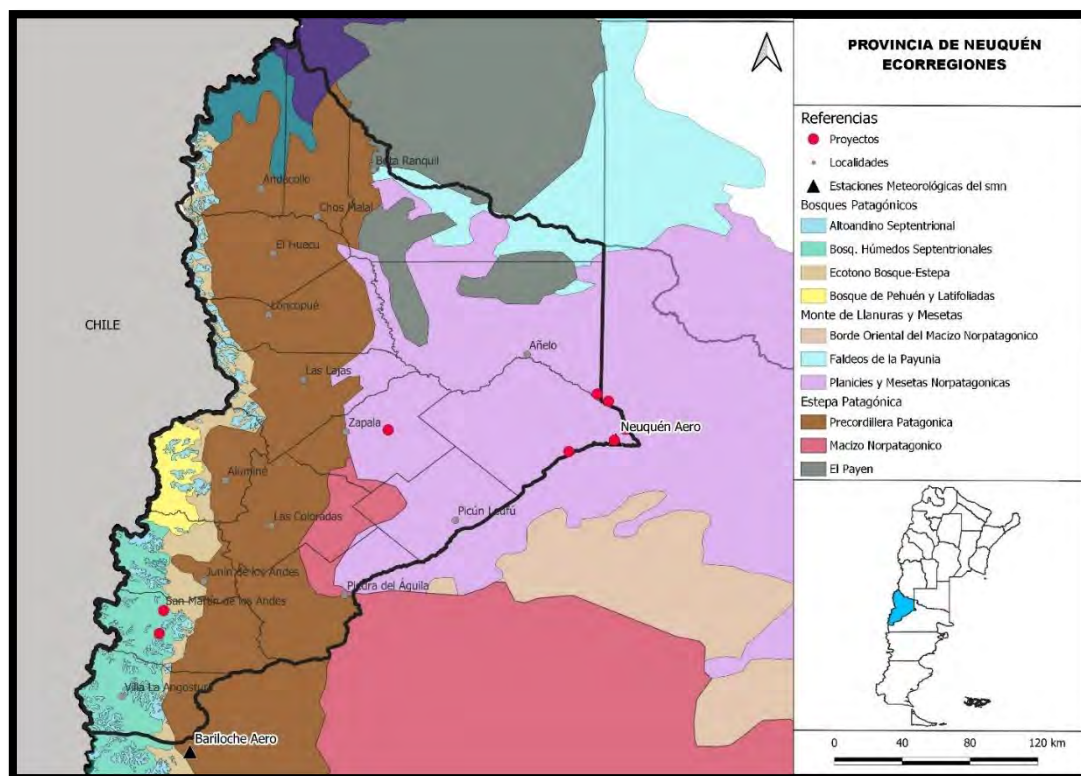 PROVINCIA DE NEUQUÉN
ECORREGIONES
Referencias
Proyectos
Localidades
Estaciones Meteorológicas del smn
Bosques Patagónicos
Altoandino Septentrional
Bosq. Húmedos Septentrionales
Ecotono Bosque-Estepa
Bosque de Pehuén y Latifoliadas
Monte de Llanuras y Mesetas
Borde Oriental del Macizo Norpatagonico
Faldeos de la Payunia
Planicies y Mesetas Norpatagonicas
Estepa Patagónica
Precordillera Patagonica
Macizo Norpatagonico
El Payen
0 40 80 120 km
Buta Ranquil
Andacollo
Chos Malal
El Huecu
Loncopué
CHILE
Añelo
Las Lajas
Zapala
Neuquén Aero
Aluminé
Las Coloradas
Picún Leufú
Junín de los Andes
Piedra del Águila
San Martín de los Andes
Villa La Angostura
Bariloche Aero